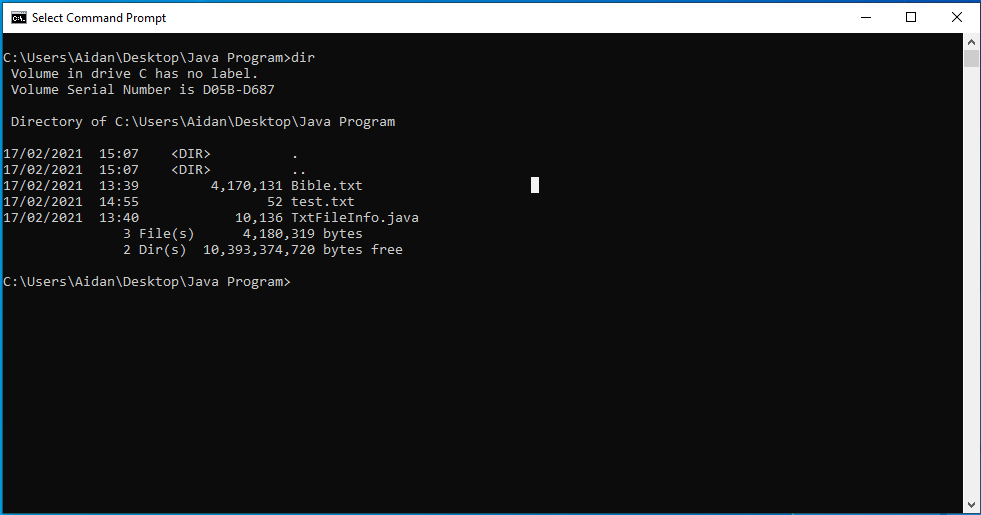 Select Command Prompt
C:\Users\Aidan\Desktop\Java Program>dir
 Volume in drive C has no label.
 Volume Serial Number is D05B-D687

 Directory of C:\Users\Aidan\Desktop\Java Program

17/02/2021  15:07    <DIR>          .
17/02/2021  15:07    <DIR>          ..
17/02/2021  13:39         4,170,131 Bible.txt
17/02/2021  14:55                52 test.txt
17/02/2021  13:40            10,136 TxtFileInfo.java
               3 File(s)      4,180,319 bytes
               2 Dir(s)  10,393,374,720 bytes free

C:\Users\Aidan\Desktop\Java Program>